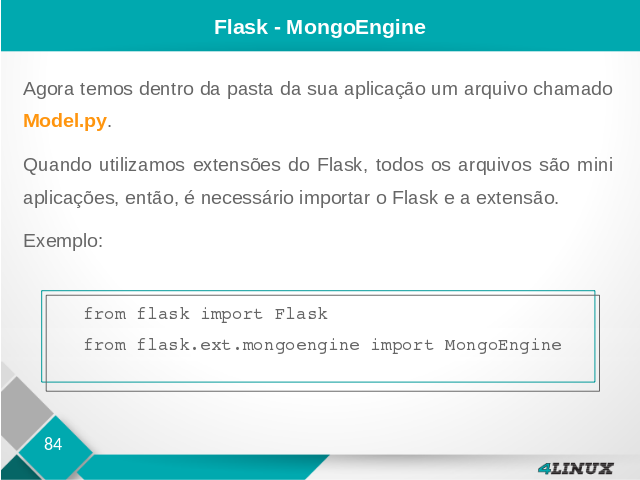 Flask - MongoEngine
Agora temos dentro da pasta da sua aplicação um arquivo chamado
Model.py.
Quando utilizamos extensões do Flask, todos os arquivos são mini
aplicações, então, é necessário importar o Flask e a extensão.
Exemplo:
from flask import Flask
from flask.ext.mongoengine import MongoEngine
84
4LINUX